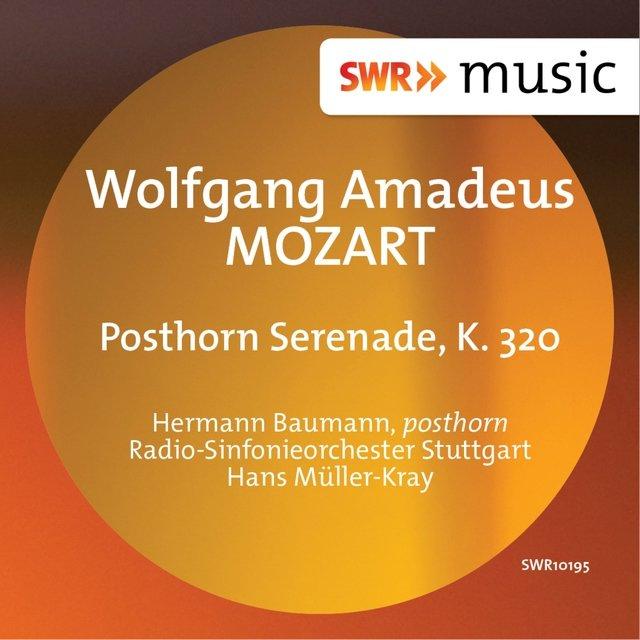 SWR» music
Wolfgang Amadeus
MOZART
Posthorn Serenade, K. 320
Hermann Baumann, posthorn
Radio-Sinfonieorchester Stuttgart
Hans Müller-Kray
SWR10195